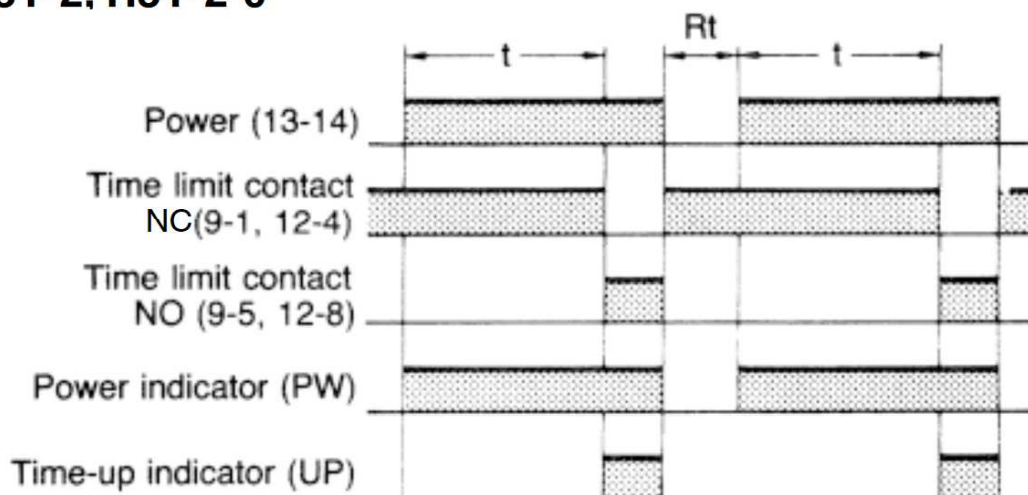 Rt
t
t
Power (13-14)
Time limit contact
NC(9-1, 12-4)
Time limit contact
NO (9-5, 12-8)
Power indicator (PW)
Time-up indicator (UP)